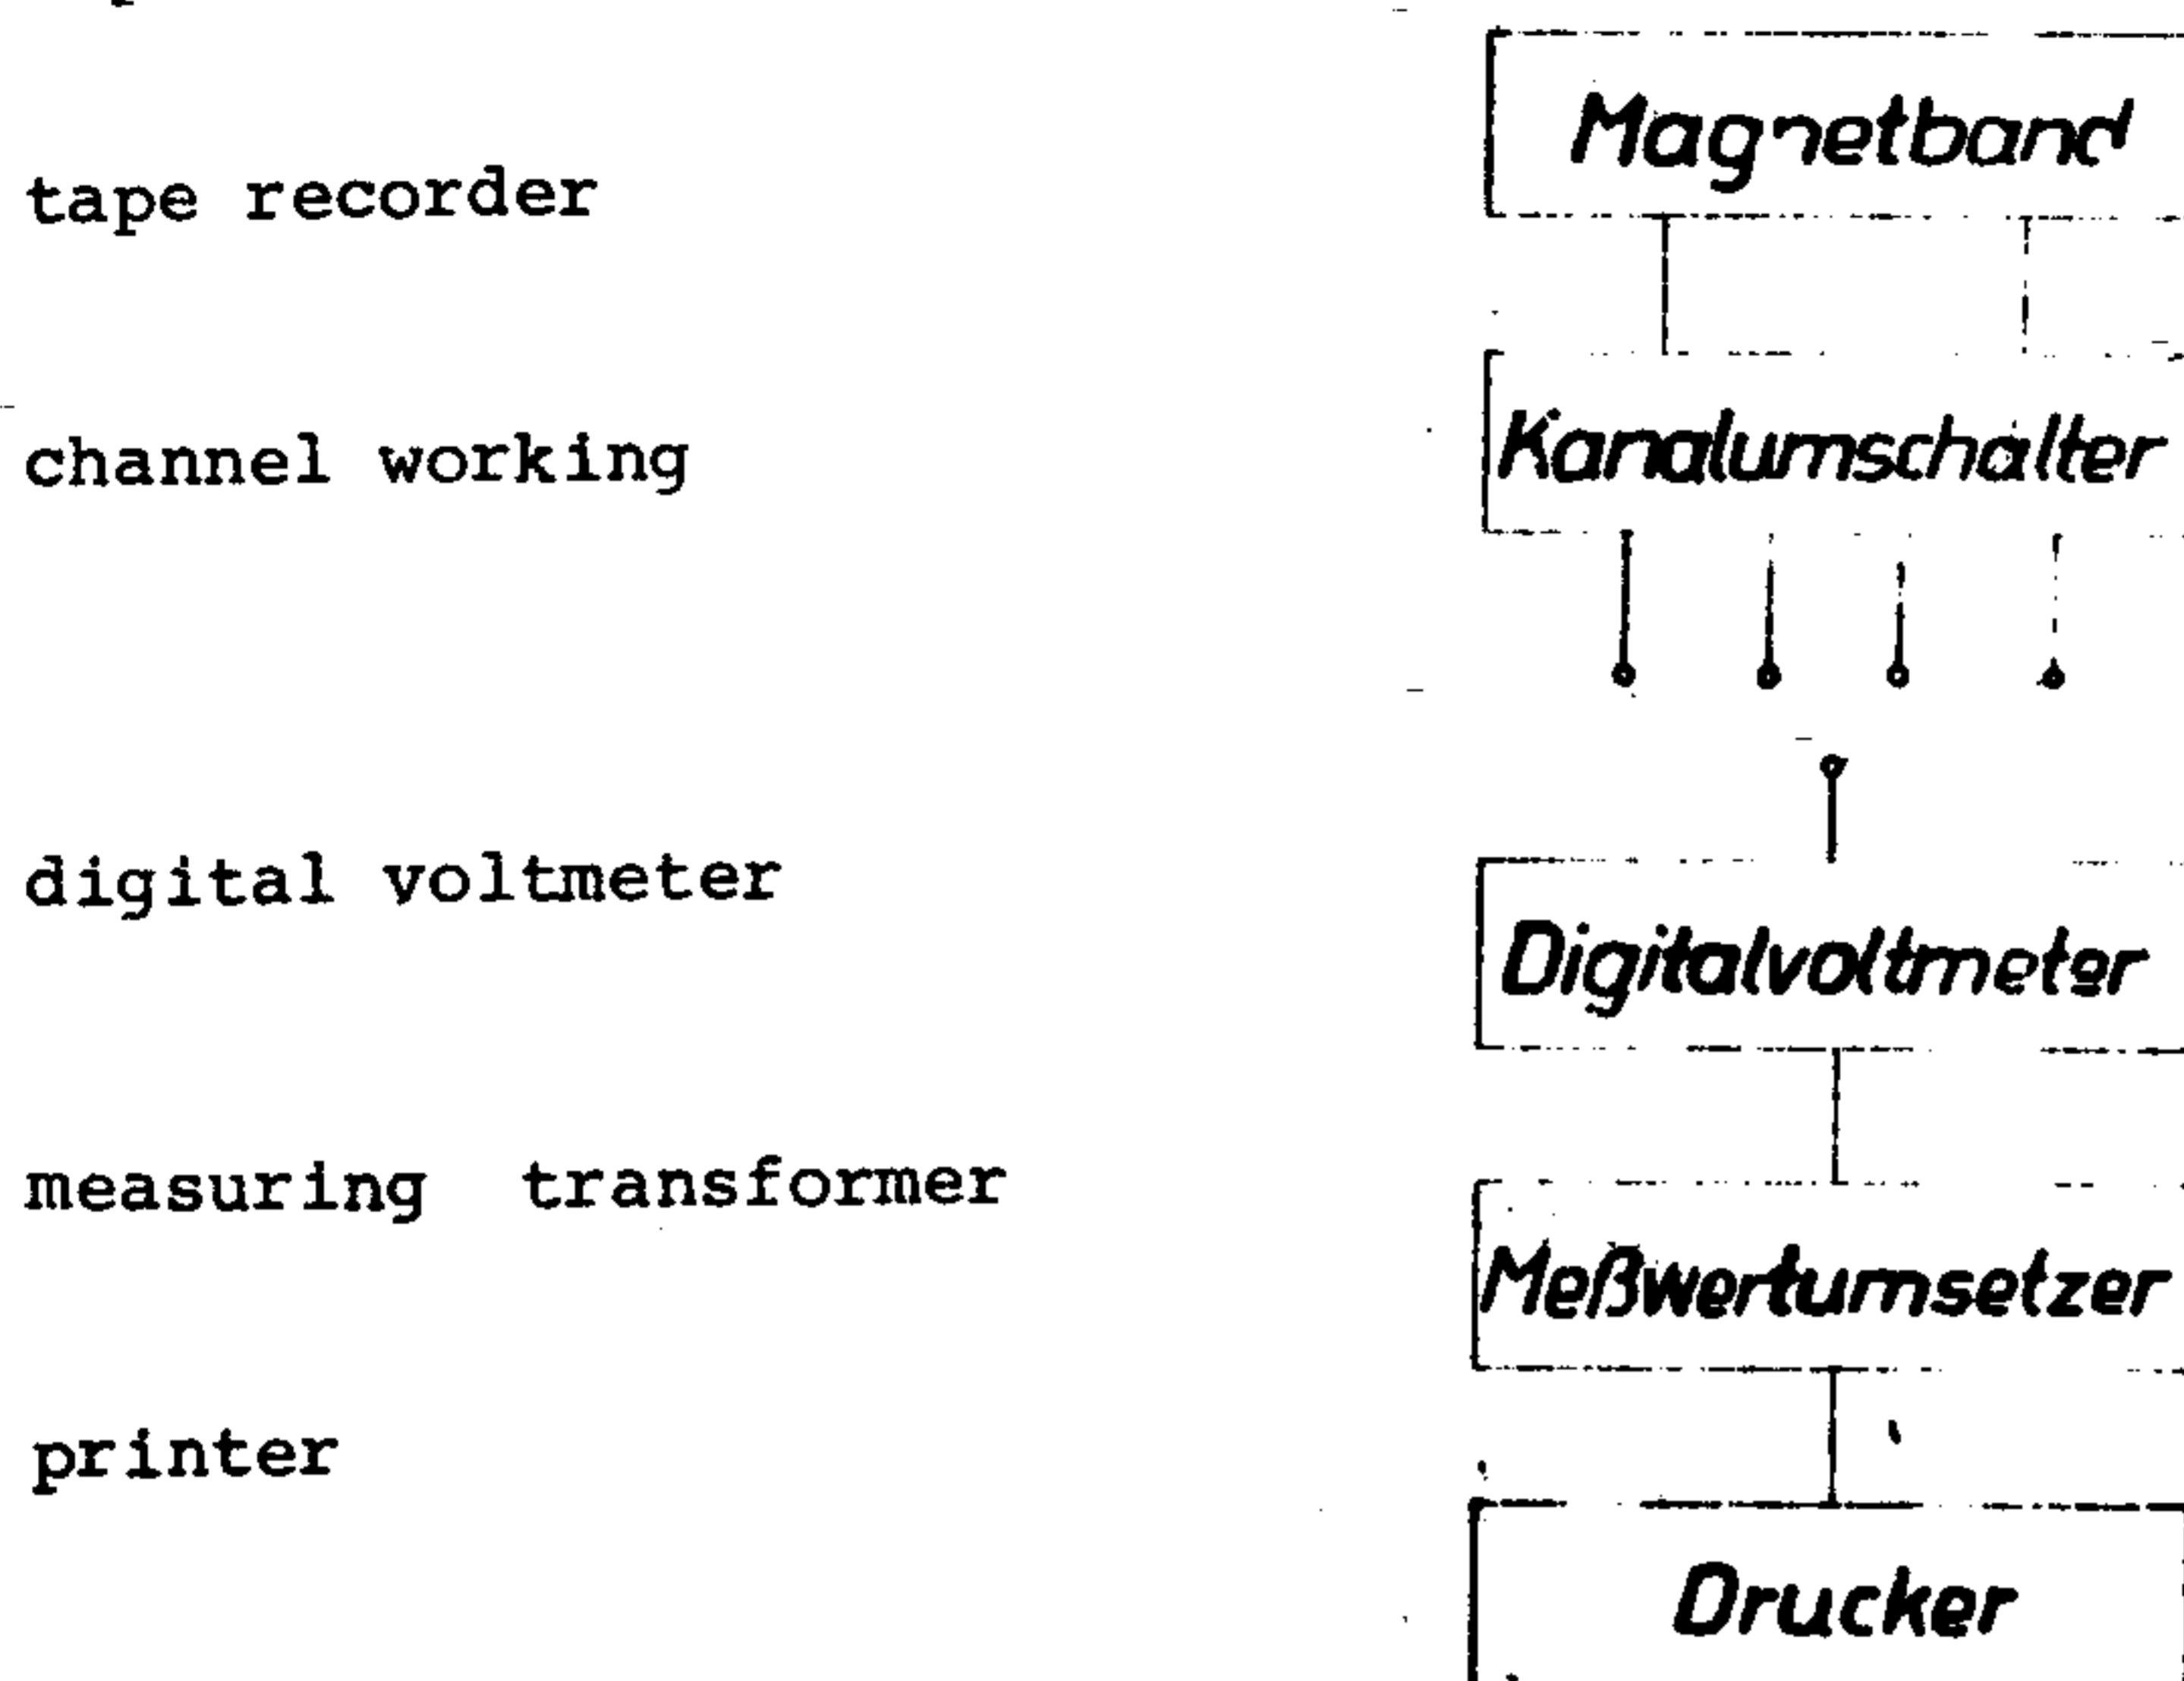 Magnetband
tape recorder
Kanalumschalter
channel working
digital voltmeter
Digitalvoltmeter
measuring transformer
Meßwertumsetzer
printer
Drucker